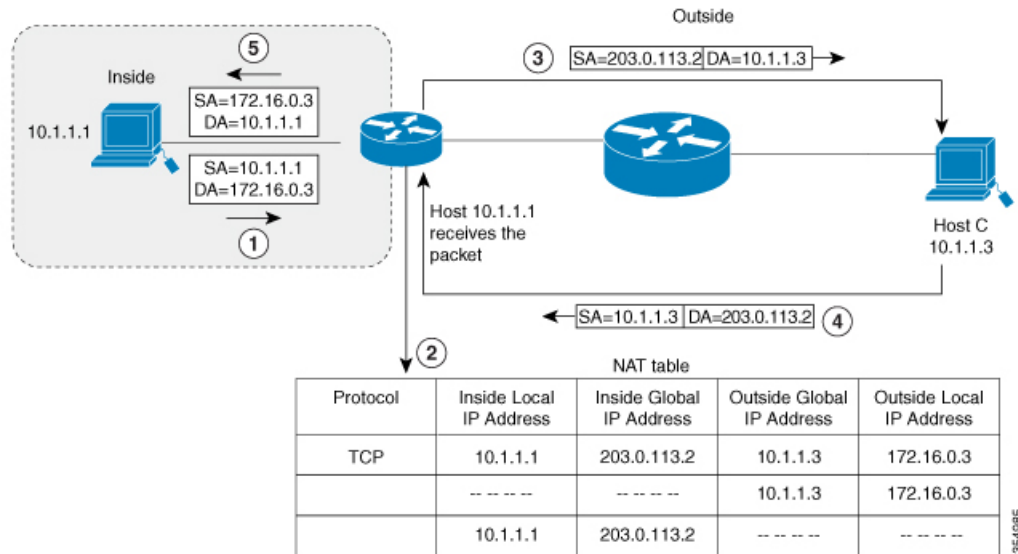 Outside
5
3
SA=203.0.113.2 DA=10.1.1.3
Inside
SA=172.16.0.3
DA=10.1.1.1
10.1.1.1
SA=10.1.1.1
DA=172.16.0.3
1
Host 10.1.1.1
receives the
packet
Host C
10.1.1.3
SA=10.1.1.3 DA=203.0.113.2
4
2
NAT table
Protocol
Inside Local
IP Address
Inside Global
IP Address
Outside Global
IP Address
Outside Local
IP Address
TCP 10.1.1.1 203.0.113.2 10.1.1.3 172.16.0.3
-- -- -- -- -- -- -- -- 10.1.1.3 172.16.0.3
10.1.1.1 203.0.113.2 -- -- -- -- -- -- -- --